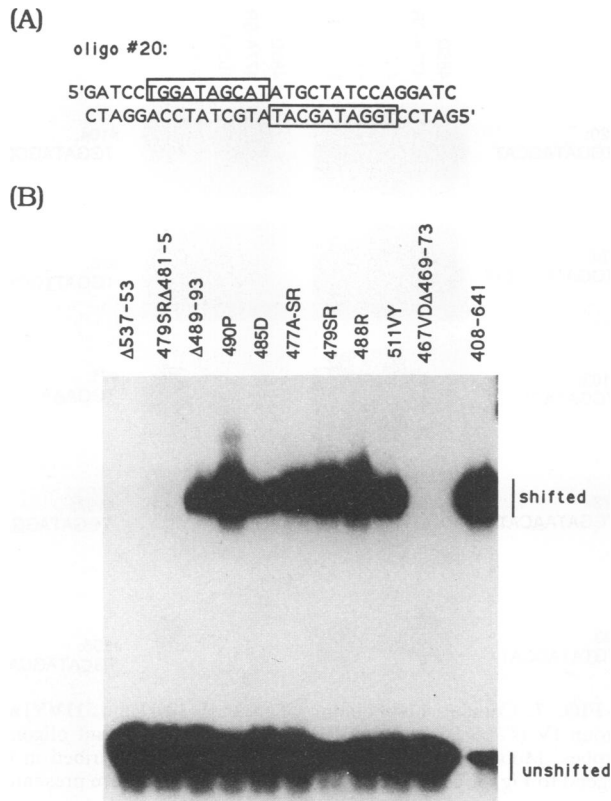 (A)
oligo #20:
5'GATCCTGGATAGCATATGCTATCCAGGATC
CTAGGACCTATCGTATACGATAGGTCCTAG5'
(B)
Δ537-53
479SRΔ481-5
Δ489-93
490P
485D
477A-SR
479SR
488R
511VY
467VDΔ469-73
408-641
shifted
unshifted